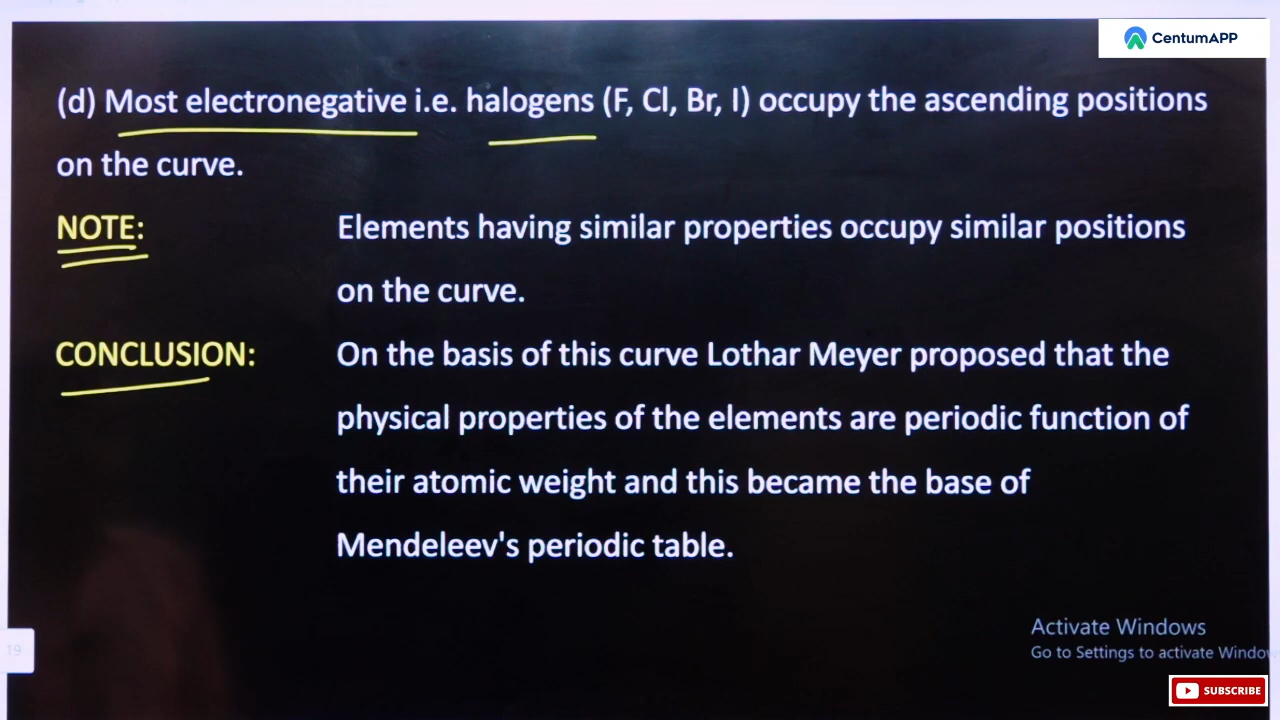 CentumAPP
(d) Most electronegative i.e. halogens (F, Cl, Br, I) occupy the ascending positions
on the curve.
NOTE: Elements having similar properties occupy similar positions
on the curve.
CONCLUSION: On the basis of this curve Lothar Meyer proposed that the
physical properties of the elements are periodic function of
their atomic weight and this became the base of
Mendeleev's periodic table.
Activate Windows
Go to Settings to activate Window
19
SUBSCRIBE